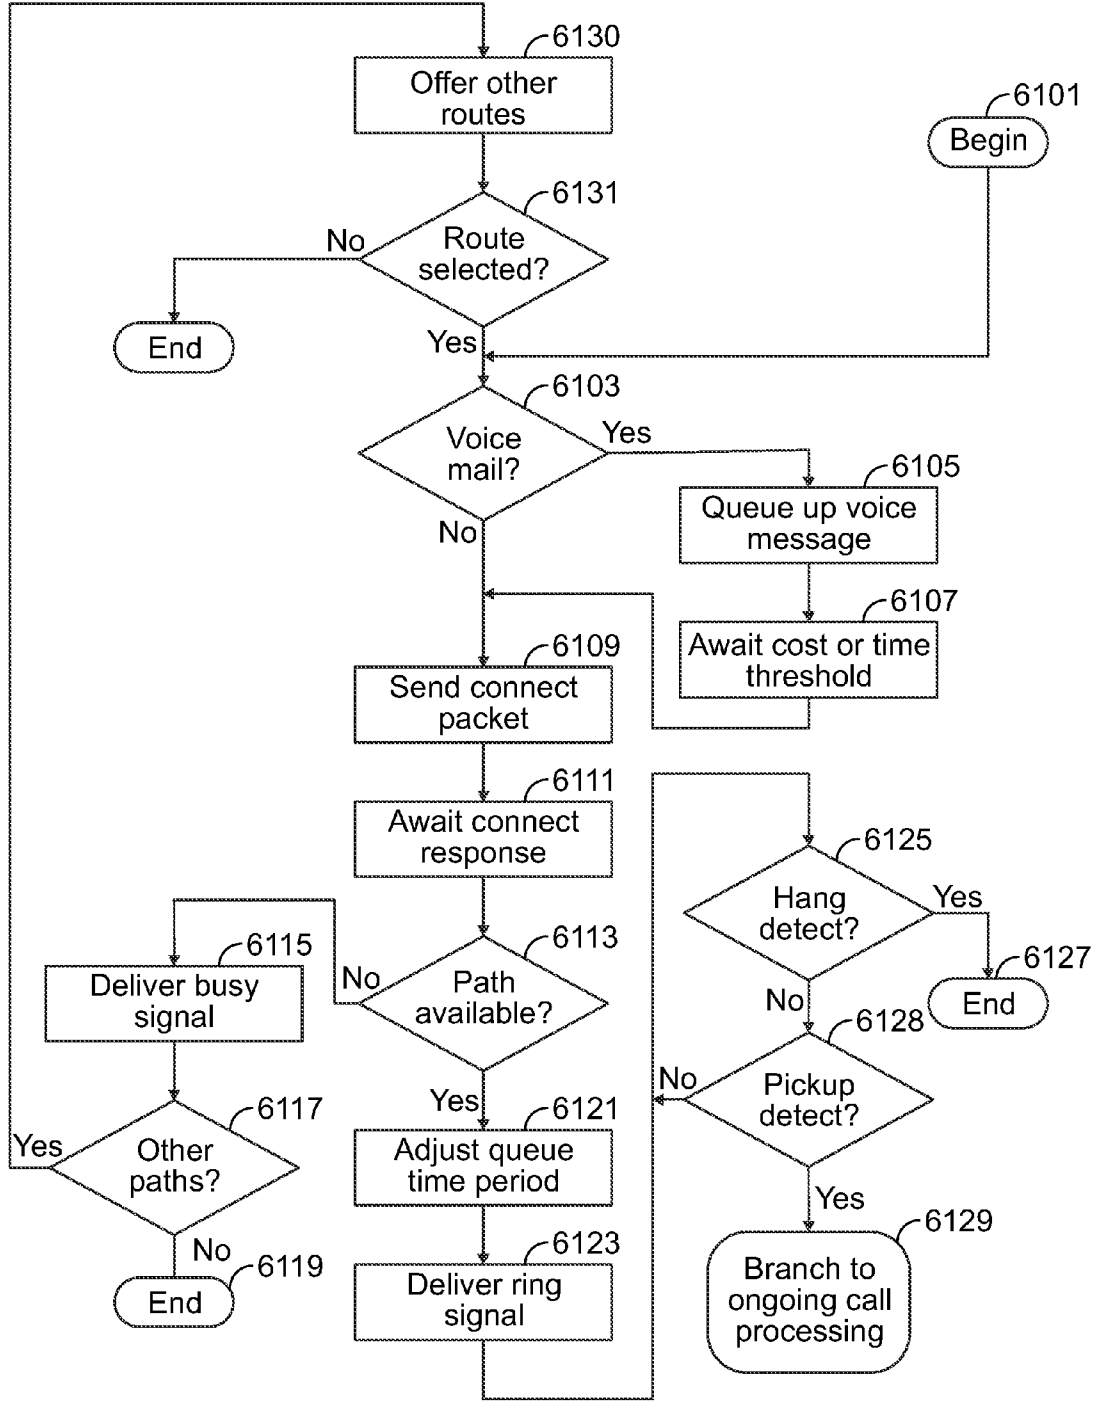 6130
Offer other
routes
6101
Begin
6131
Route
selected?
No
End
Yes
6103
Voice
mail?
Yes
No
6105
Queue up voice
message
6107
Await cost or time
threshold
6109
Send connect
packet
6111
Await connect
response
6113
Path
available?
No
6115
Deliver busy
signal
6117
Other
paths?
Yes
No
6119
End
Yes
6121
Adjust queue
time period
6123
Deliver ring
signal
6125
Hang
detect?
Yes
6127
End
No
6128
Pickup
detect?
No
Yes
6129
Branch to
ongoing call
processing